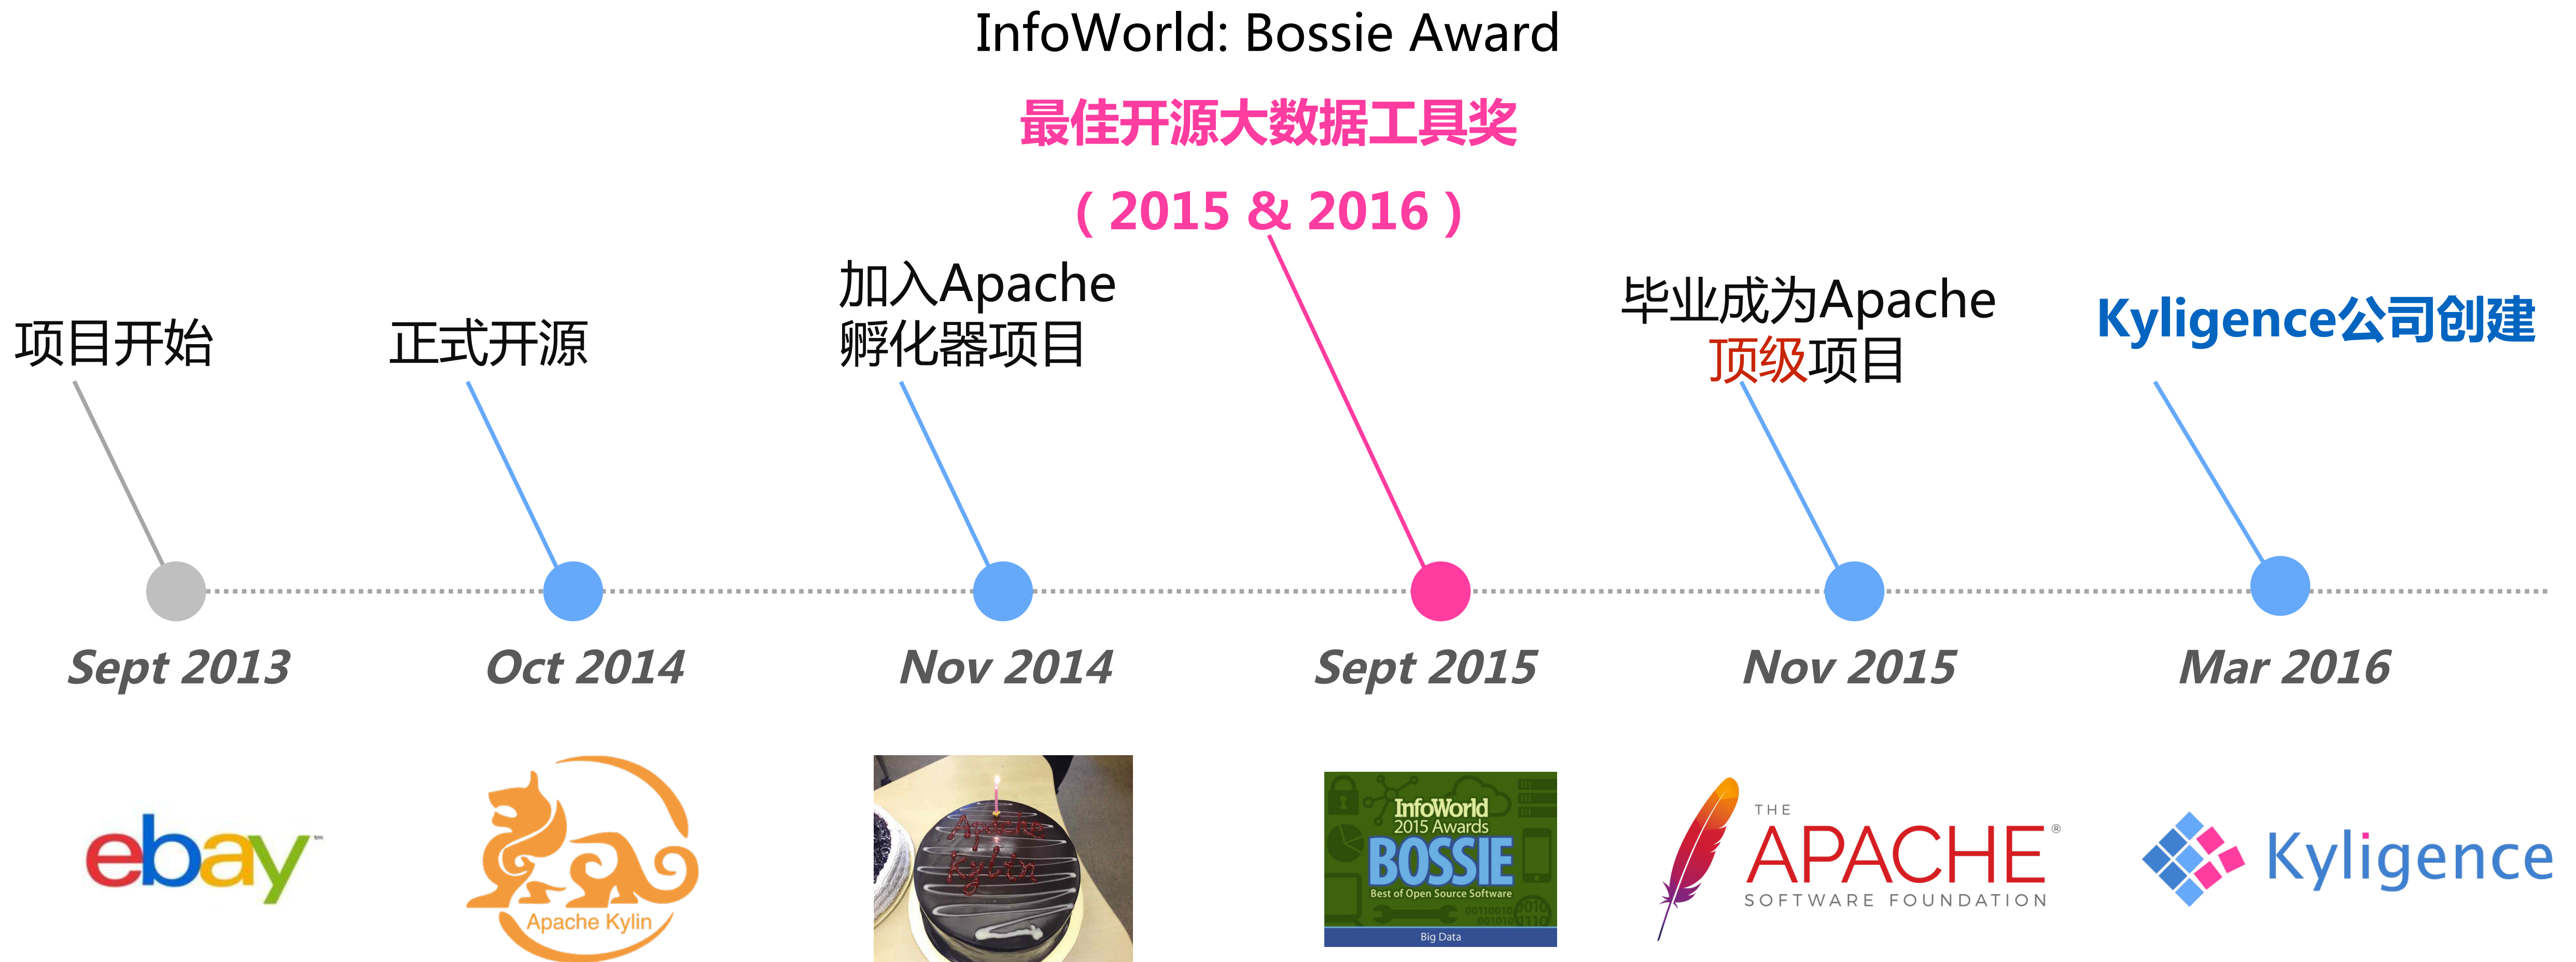 InfoWorld: Bossie Award
最佳开源大数据工具奖
（2015 & 2016）
项目开始
正式开源
加入Apache
孵化器项目
毕业成为Apache
顶级项目
Kyligence公司创建
Sept 2013
Oct 2014
Nov 2014
Sept 2015
Nov 2015
Mar 2016
ebay™
Apache Kylin
Apache
Kylin
InfoWorld
2015 Awards
BOSSIE
Best of Open Source Software
Big Data
THE
APACHE®
SOFTWARE FOUNDATION
Kyligence